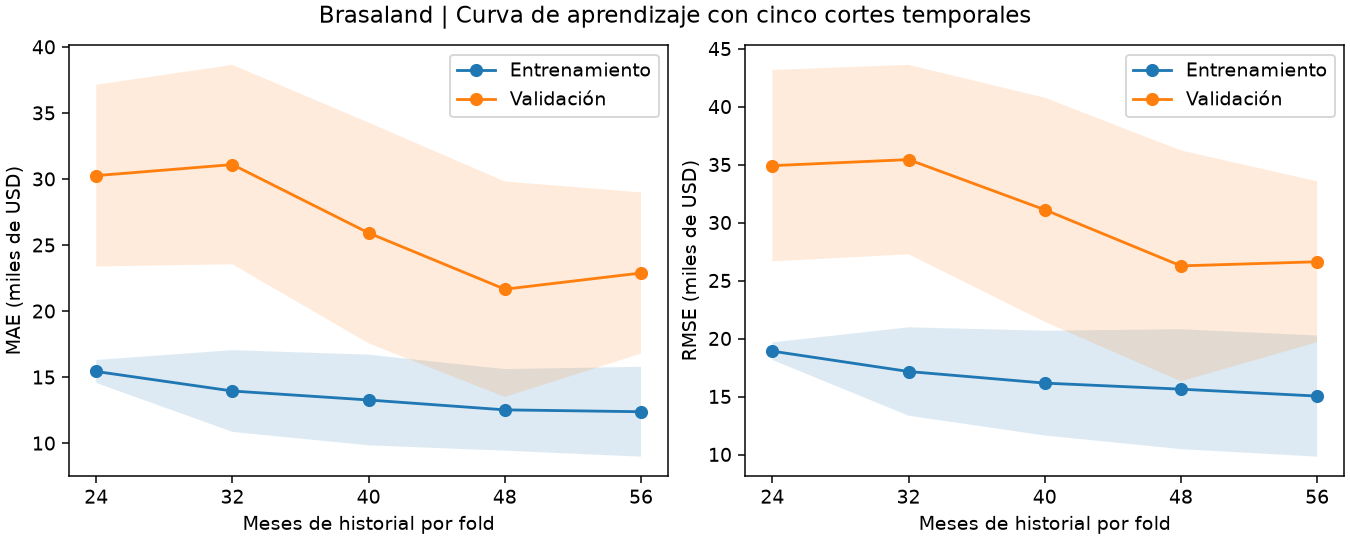 Brasaland | Curva de aprendizaje con cinco cortes temporales
MAE (miles de USD)
40
35
30
25
20
15
10
Entrenamiento
Validación
24 32 40 48 56
Meses de historial por fold
RMSE (miles de USD)
45
40
35
30
25
20
15
10
Entrenamiento
Validación
24 32 40 48 56
Meses de historial por fold